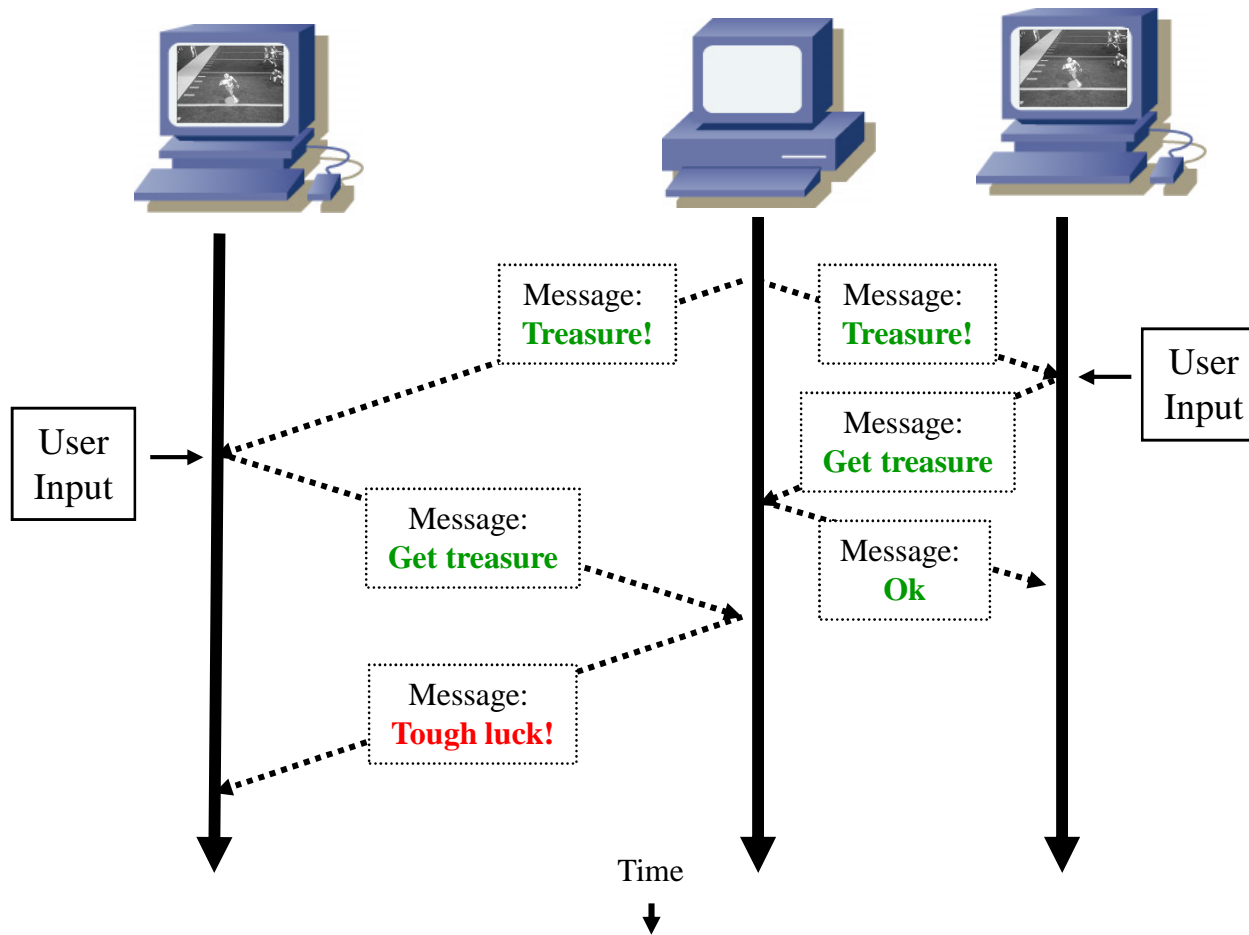 Message:
Treasure!
Message:
Treasure!
User
Input
User
Input
Message:
Get treasure
Message:
Get treasure
Message:
Ok
Message:
Tough luck!
Time